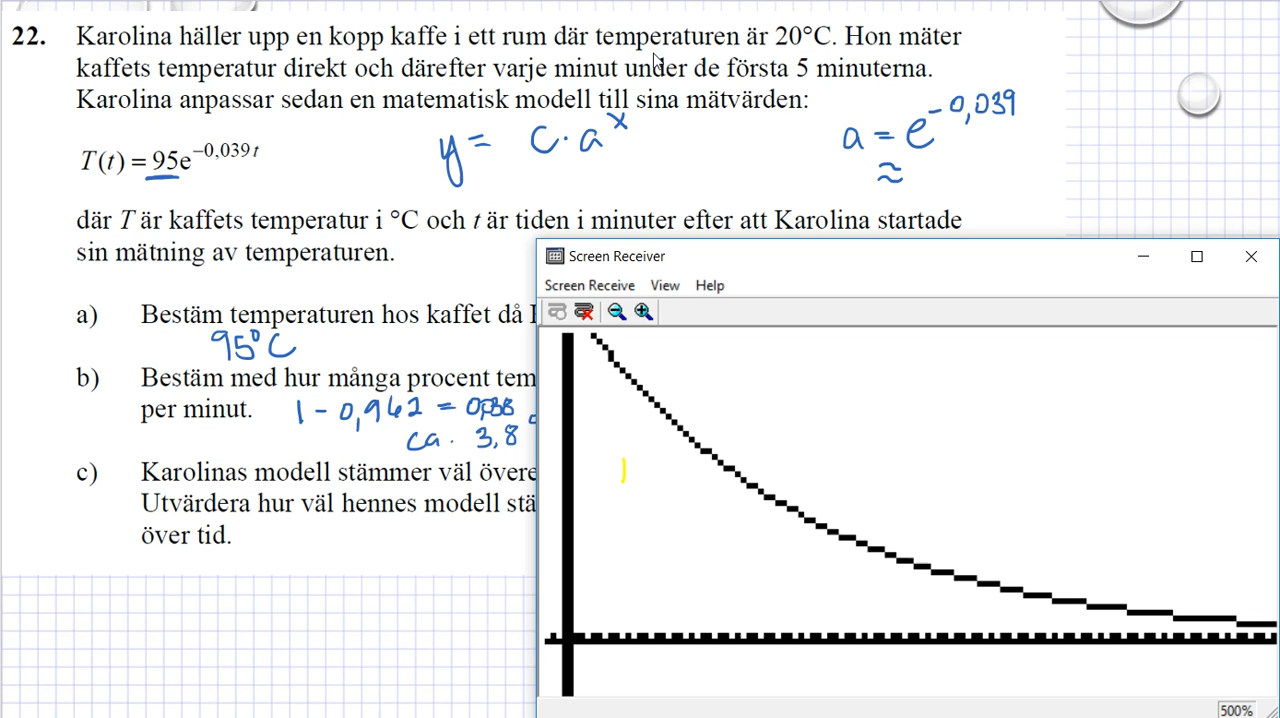 22. Karolina häller upp en kopp kaffe i ett rum där temperaturen är 20°C. Hon mäter
kaffets temperatur direkt och därefter varje minut under de första 5 minuterna.
Karolina anpassar sedan en matematisk modell till sina mätvärden:
y = C·a^x
a = e^-0,039
≈
T(t) = 95e^−0,039t
där T är kaffets temperatur i °C och t är tiden i minuter efter att Karolina startade
sin mätning av temperaturen.
Screen Receiver
Screen Receive View Help
a) Bestäm temperaturen hos kaffet då
95°C
b) Bestäm med hur många procent tem
per minut. 1 - 0,962 = 0,038
ca. 3,8
c) Karolinas modell stämmer väl övere
Utvärdera hur väl hennes modell stä
över tid.
500%